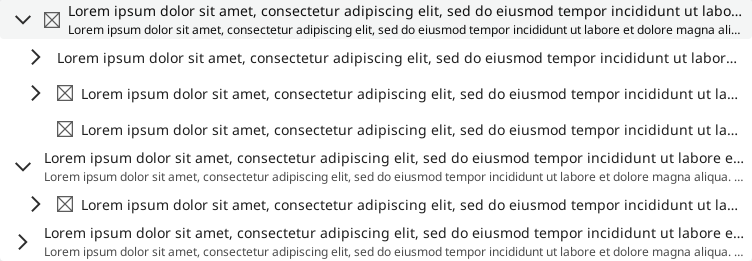 Lorem ipsum dolor sit amet, consectetur adipiscing elit, sed do eiusmod tempor incididunt ut labo...
Lorem ipsum dolor sit amet, consectetur adipiscing elit, sed do eiusmod tempor incididunt ut labore et dolore magna ali...
Lorem ipsum dolor sit amet, consectetur adipiscing elit, sed do eiusmod tempor incididunt ut labor...
Lorem ipsum dolor sit amet, consectetur adipiscing elit, sed do eiusmod tempor incididunt ut la...
Lorem ipsum dolor sit amet, consectetur adipiscing elit, sed do eiusmod tempor incididunt ut la...
Lorem ipsum dolor sit amet, consectetur adipiscing elit, sed do eiusmod tempor incididunt ut labore e...
Lorem ipsum dolor sit amet, consectetur adipiscing elit, sed do eiusmod tempor incididunt ut labore et dolore magna aliqua. ...
Lorem ipsum dolor sit amet, consectetur adipiscing elit, sed do eiusmod tempor incididunt ut la...
Lorem ipsum dolor sit amet, consectetur adipiscing elit, sed do eiusmod tempor incididunt ut labore e...
Lorem ipsum dolor sit amet, consectetur adipiscing elit, sed do eiusmod tempor incididunt ut labore et dolore magna aliqua. ...